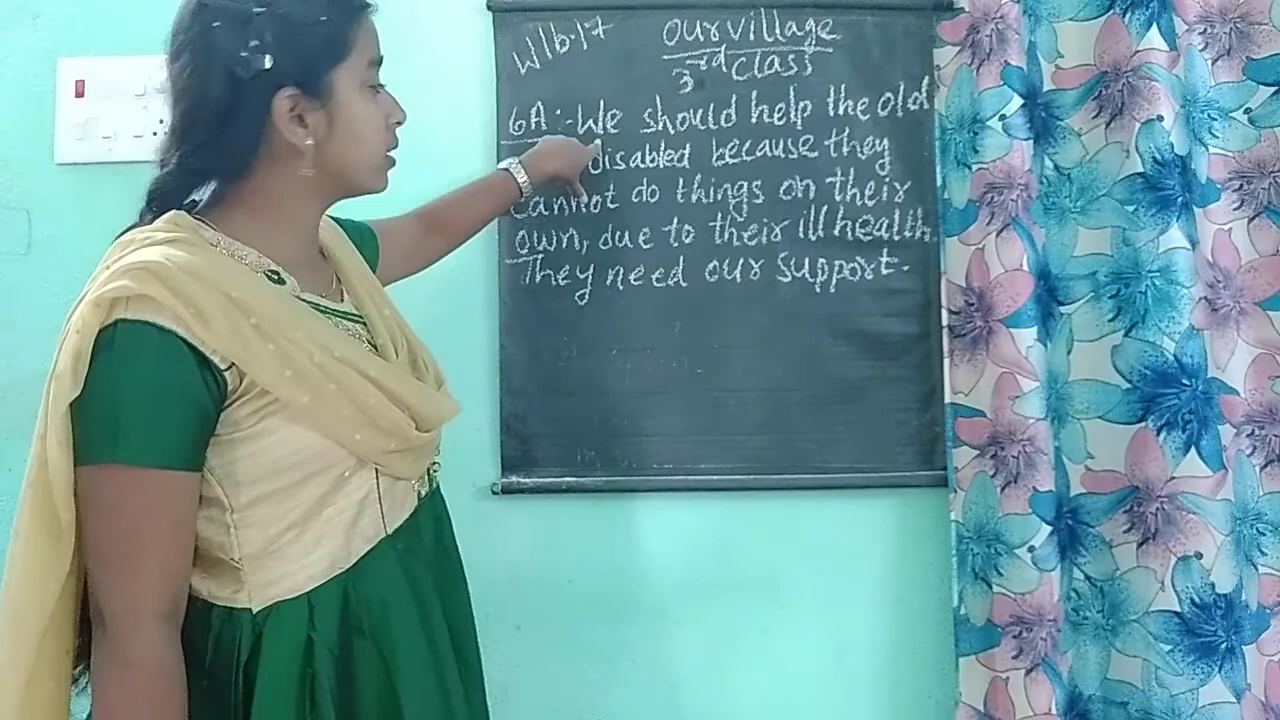 W/b.17
Our village
3rd class
6A:- We should help the old
disabled because they
cannot do things on their
own, due to their ill health.
They need our support.